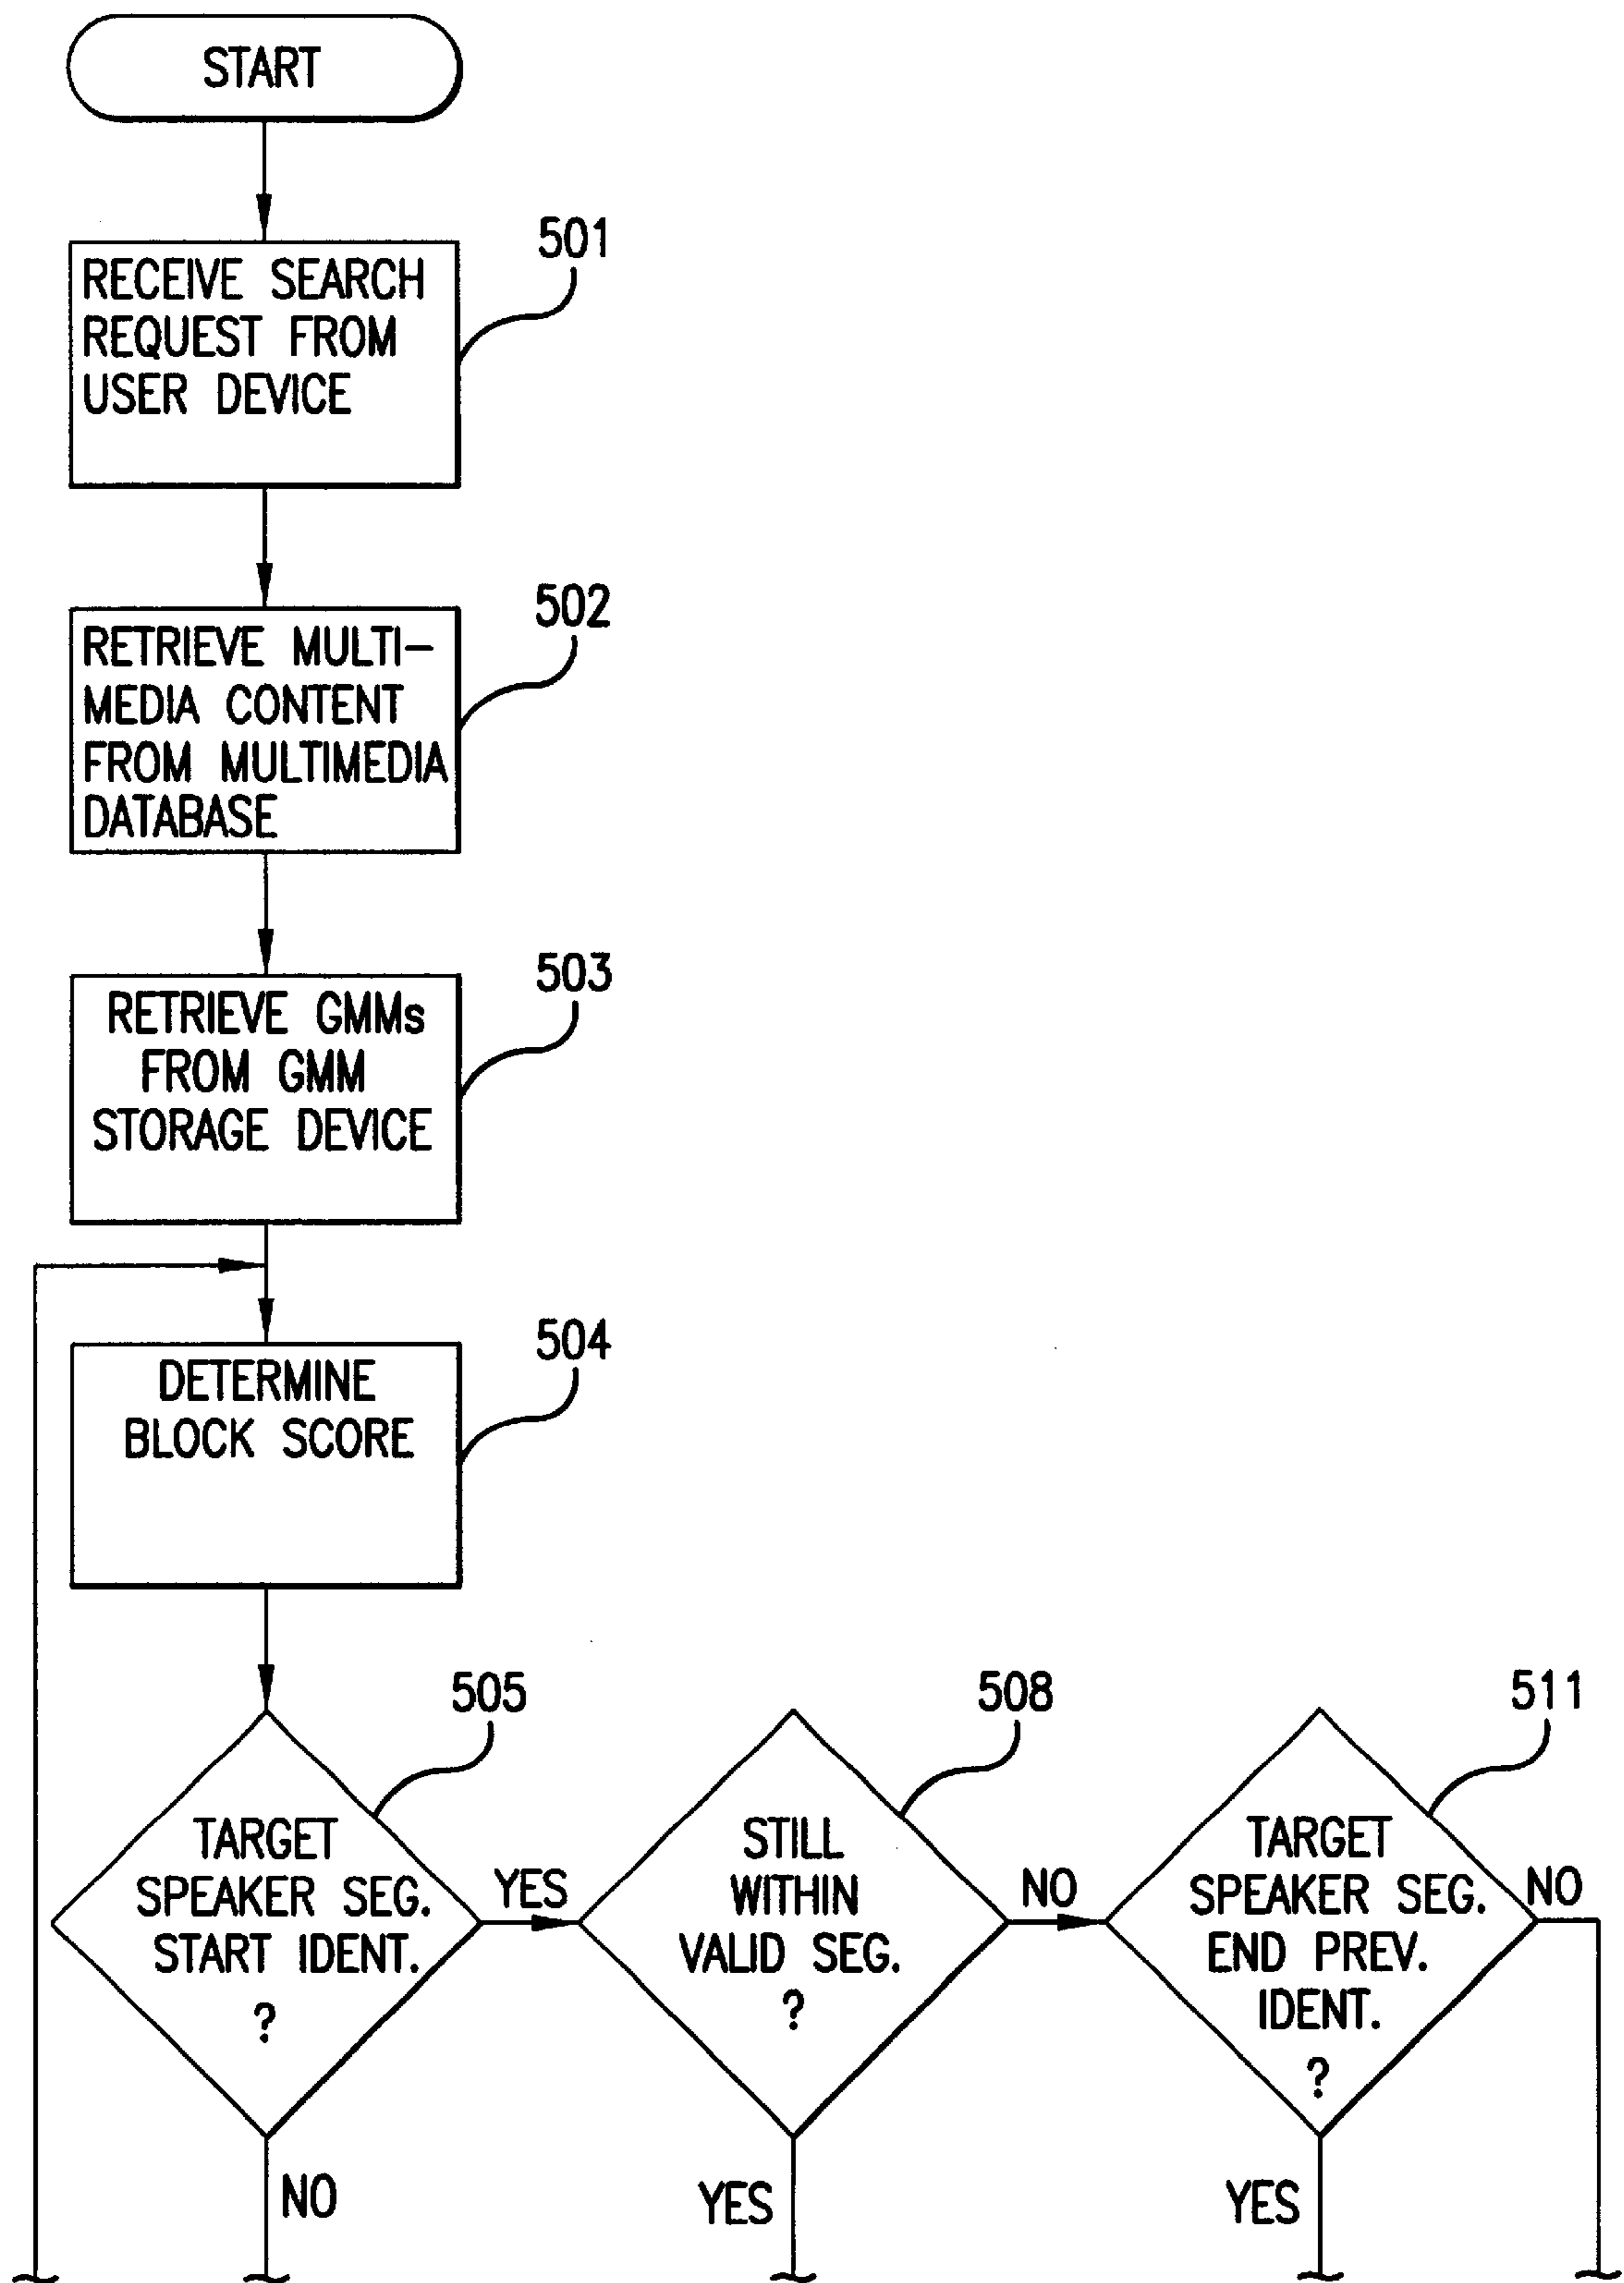 START
501
RECEIVE SEARCH
REQUEST FROM
USER DEVICE
502
RETRIEVE MULTI-
MEDIA CONTENT
FROM MULTIMEDIA
DATABASE
503
RETRIEVE GMMs
FROM GMM
STORAGE DEVICE
504
DETERMINE
BLOCK SCORE
505
TARGET
SPEAKER SEG.
START IDENT.
?
YES
NO
508
STILL
WITHIN
VALID SEG.
?
NO
YES
511
TARGET
SPEAKER SEG.
END PREV.
IDENT.
?
NO
YES